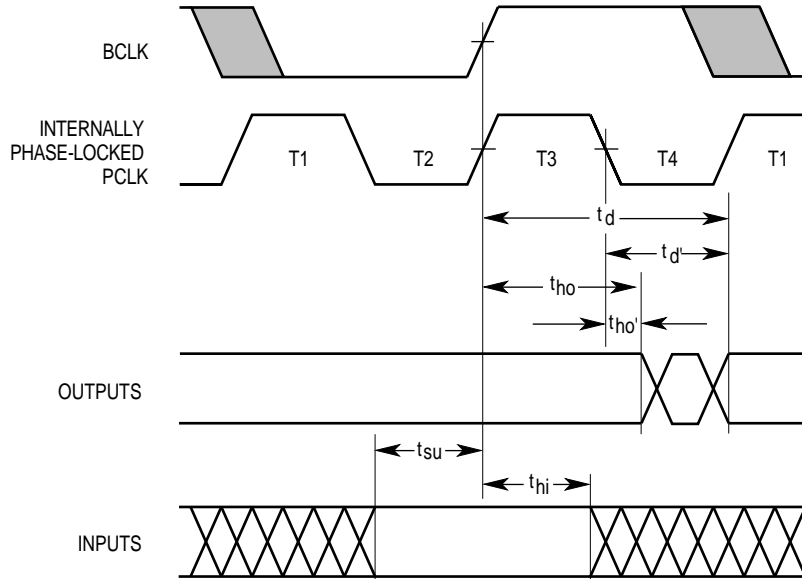 BCLK
INTERNALLY
PHASE-LOCKED
PCLK
T1 T2 T3 T4 T1
td
td'
tho
tho'
OUTPUTS
tsu
thi
INPUTS